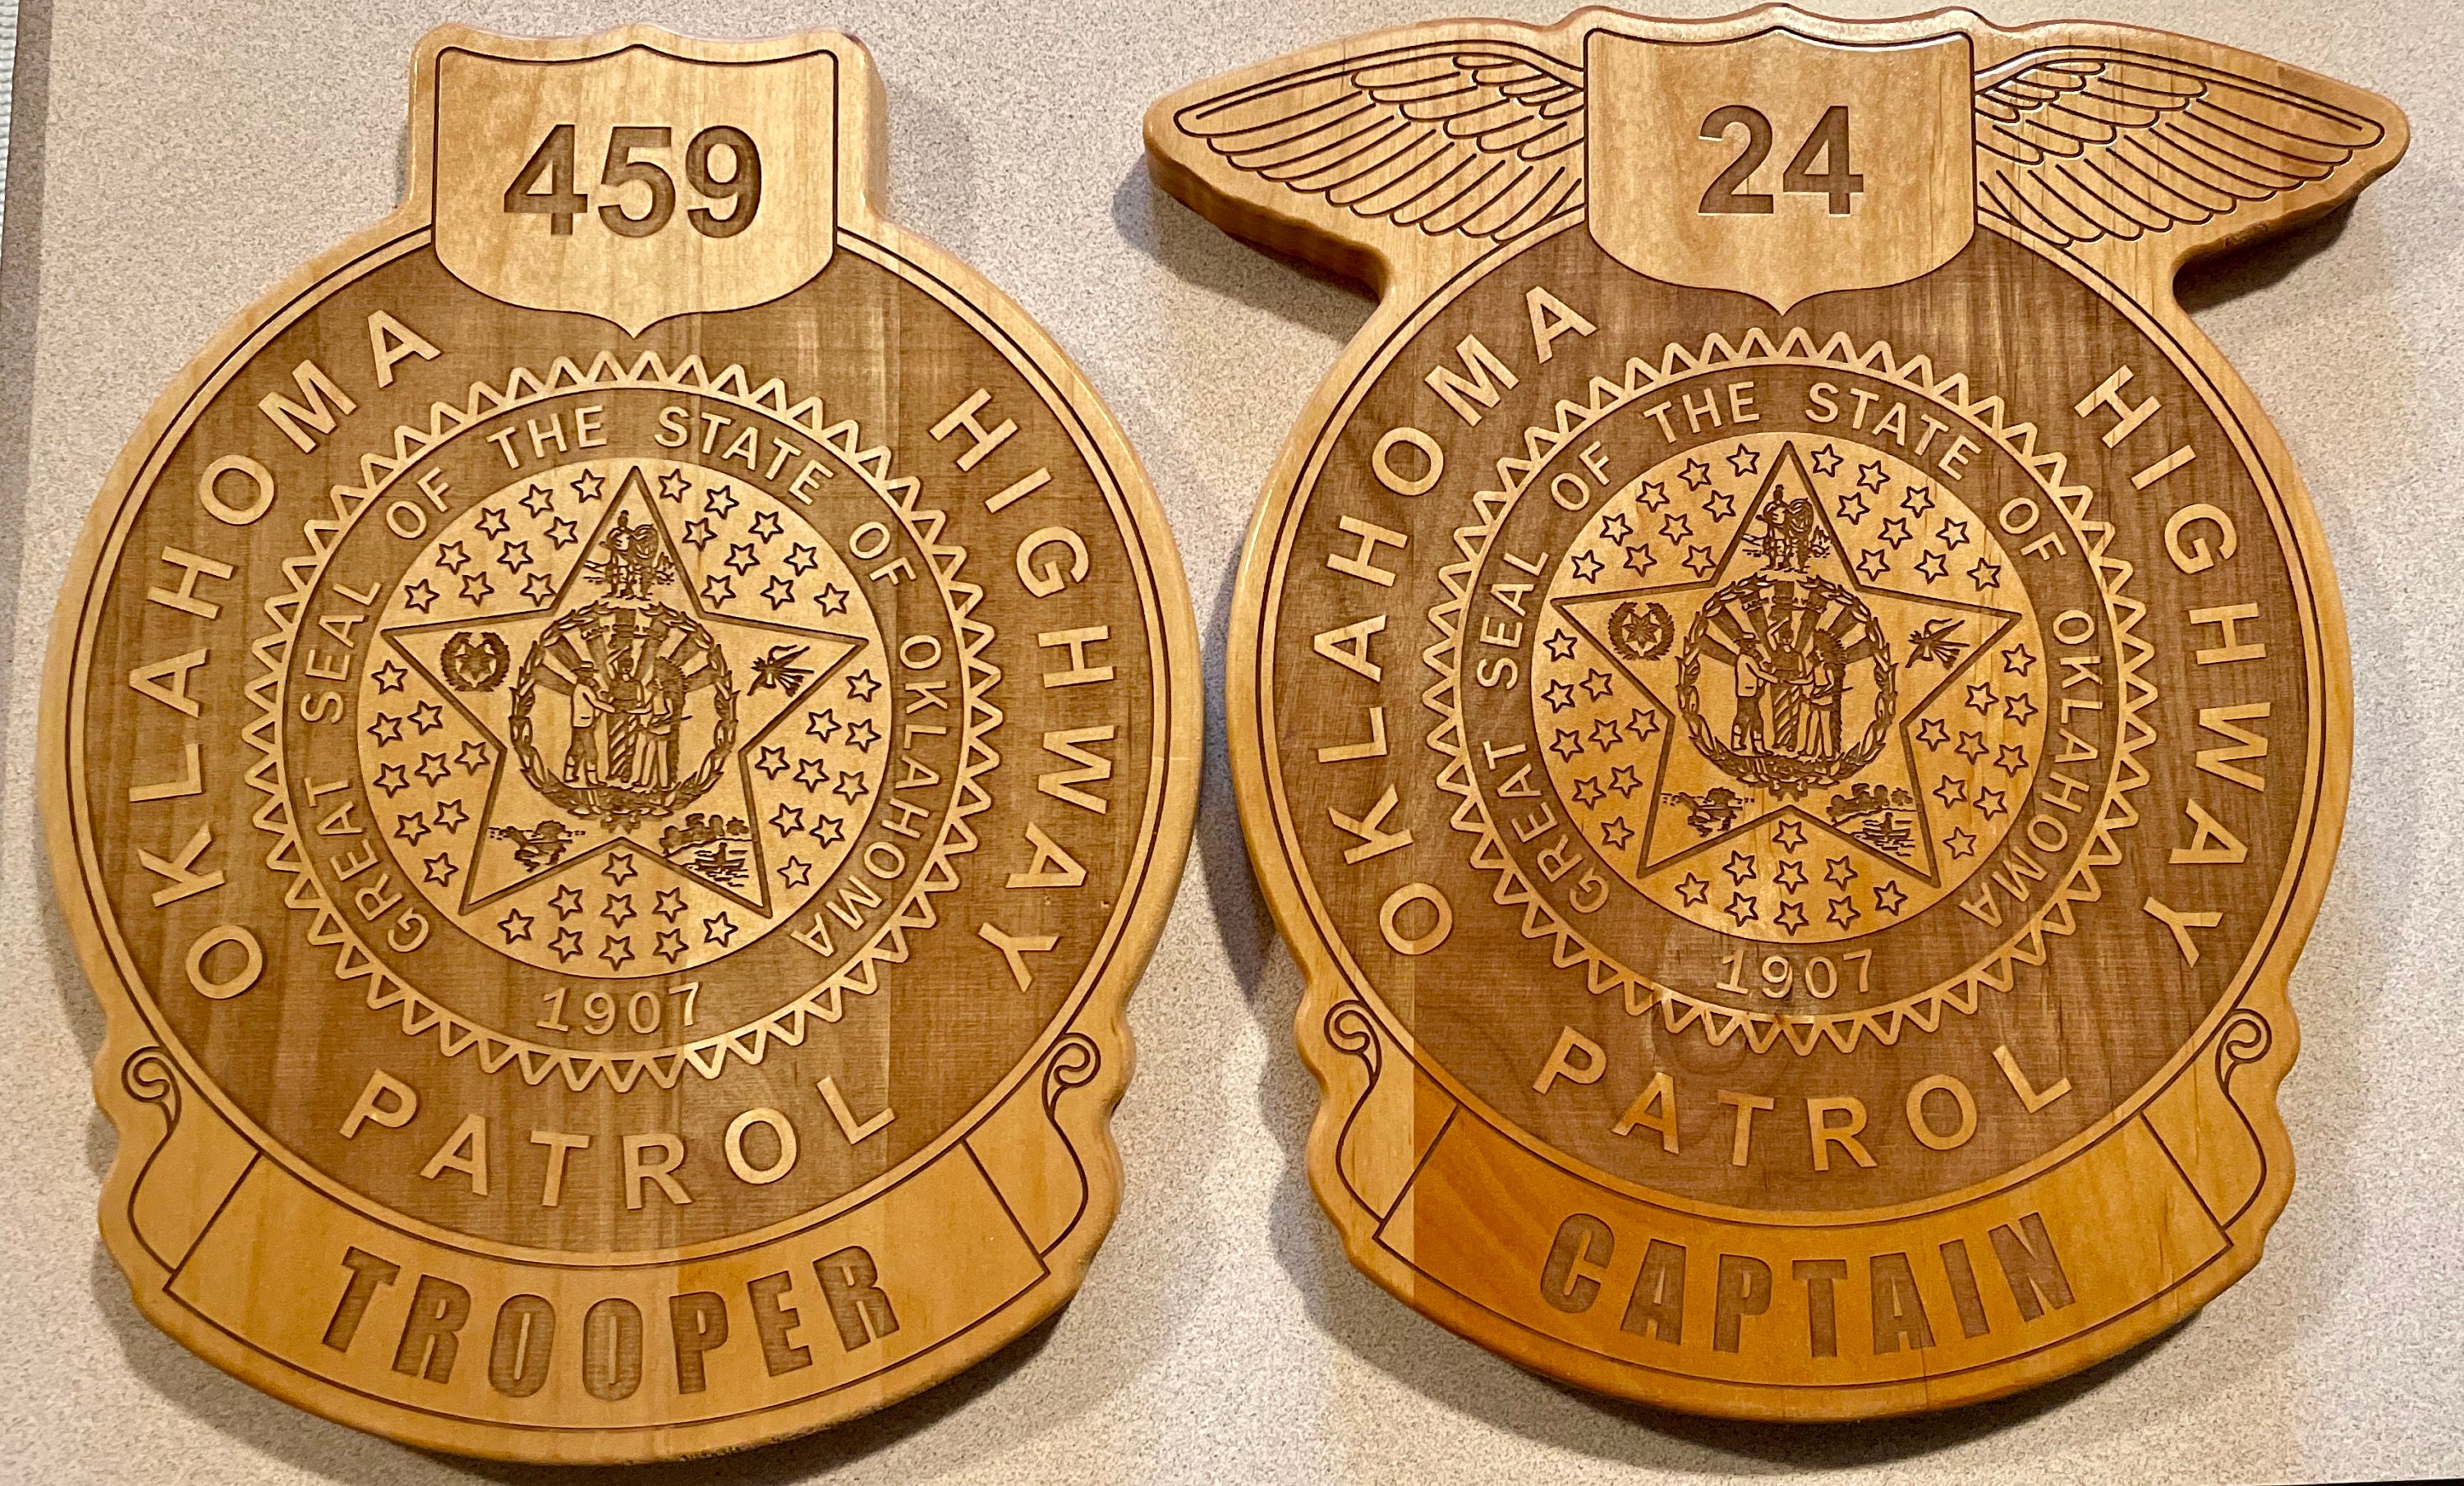 459
OKLAHOMA HIGHWAY
PATROL
GREAT SEAL OF THE STATE OF OKLAHOMA
1907
TROOPER
24
OKLAHOMA HIGHWAY
PATROL
GREAT SEAL OF THE STATE OF OKLAHOMA
1907
CAPTAIN